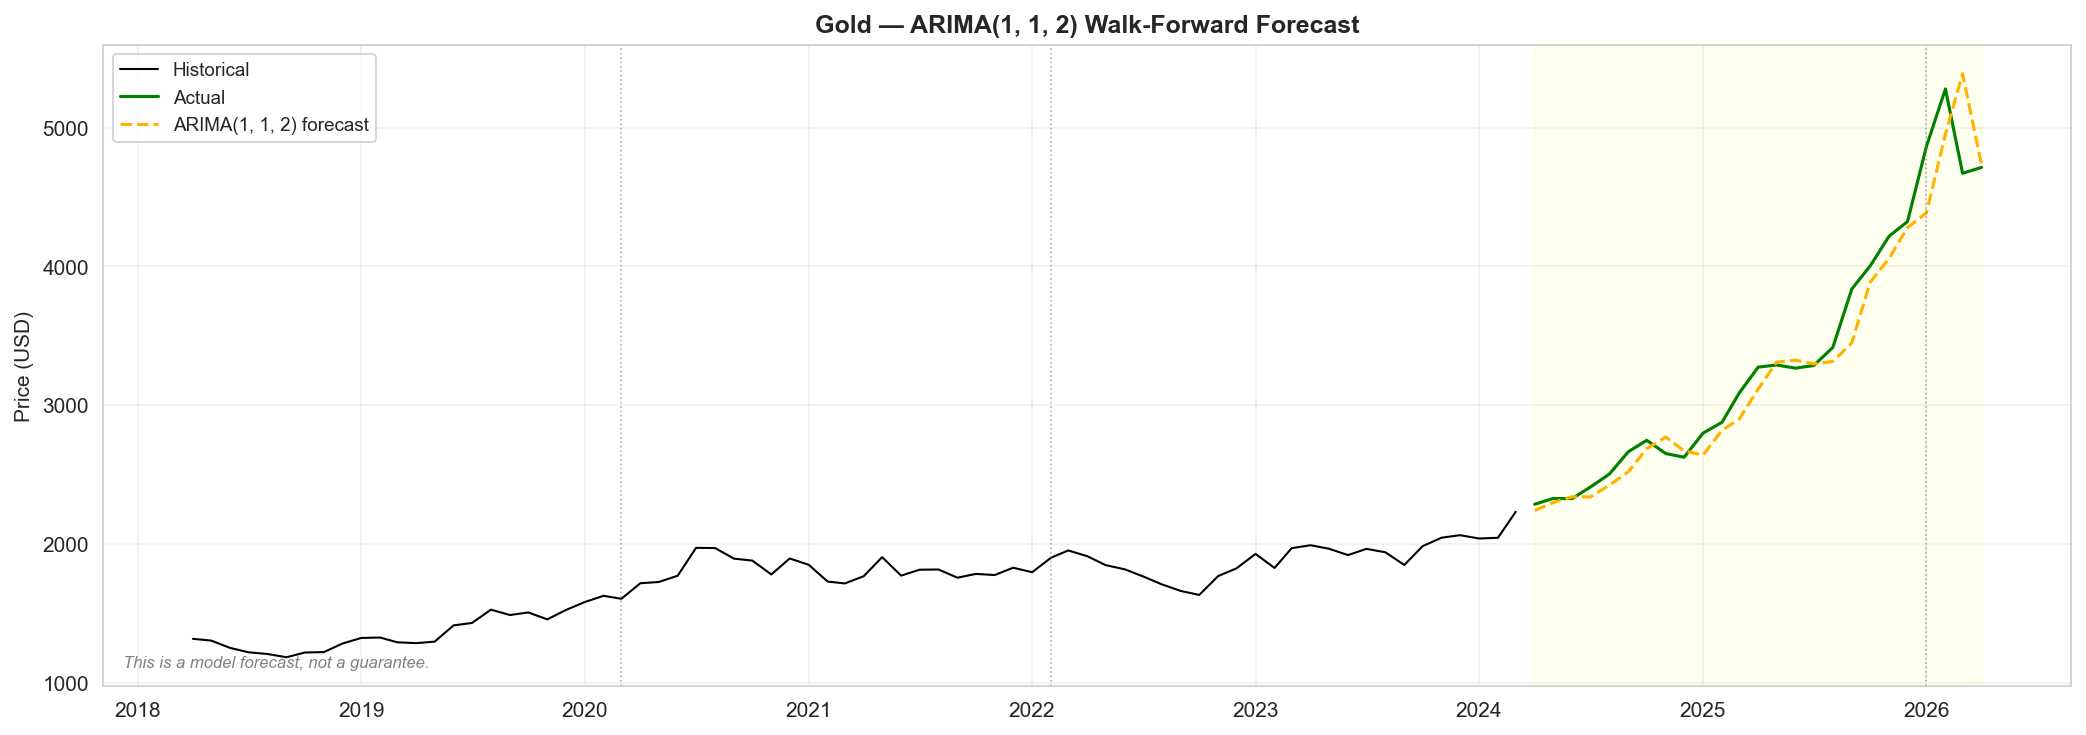 Gold — ARIMA(1, 1, 2) Walk-Forward Forecast
Historical
Actual
ARIMA(1, 1, 2) forecast
Price (USD)
5000
4000
3000
2000
1000
This is a model forecast, not a guarantee.
2018 2019 2020 2021 2022 2023 2024 2025 2026